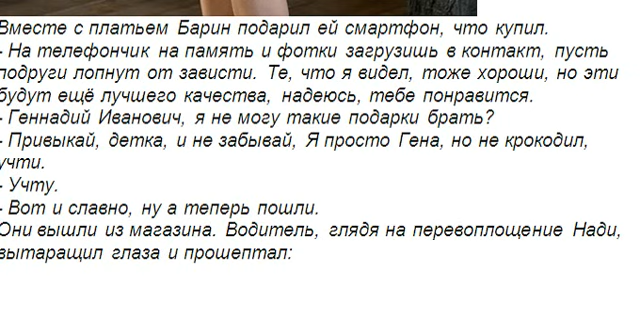 Вместе с платьем Барин подарил ей смартфон, что купил.
- На телефончик на память и фотки загрузишь в контакт, пусть
подруги лопнут от зависти. Те, что я видел, тоже хороши, но эти
будут ещё лучшего качества, надеюсь, тебе понравится.
- Геннадий Иванович, я не могу такие подарки брать?
- Привыкай, детка, и не забывай, Я просто Гена, но не крокодил,
учти.
- Учту.
- Вот и славно, ну а теперь пошли.
Они вышли из магазина. Водитель, глядя на перевоплощение Нади,
вытаращил глаза и прошептал: